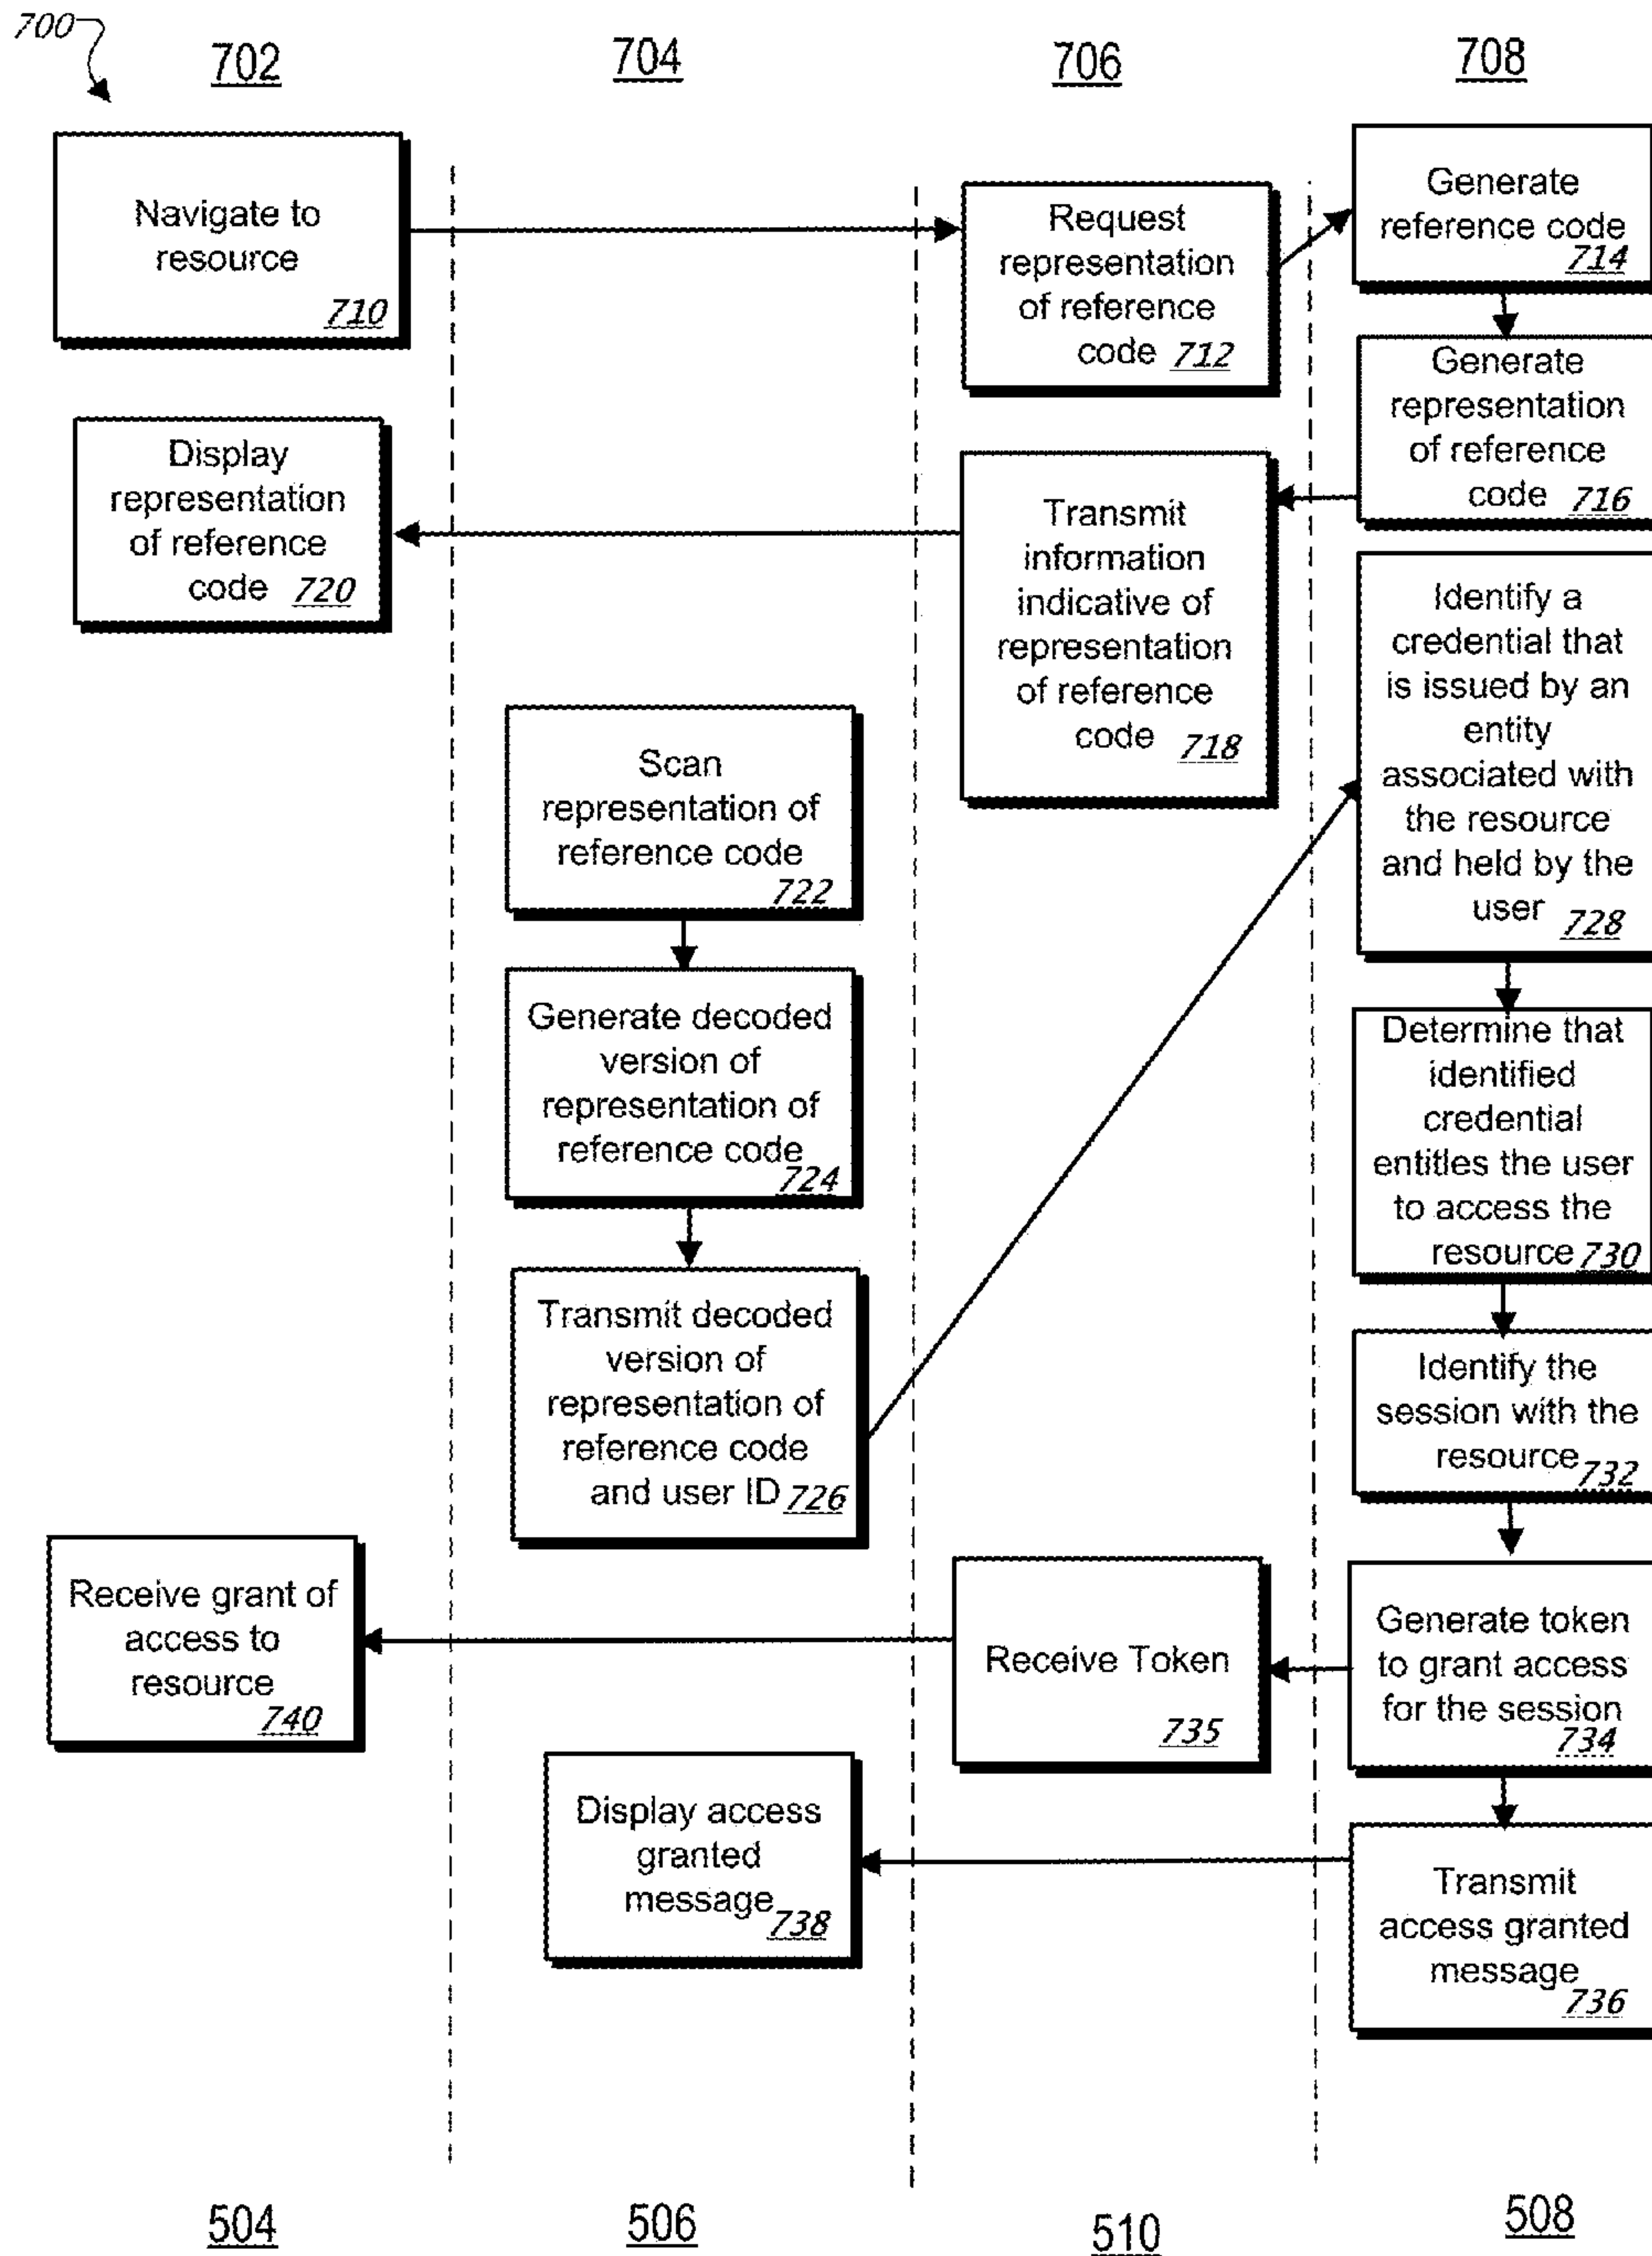 700
702
704
706
708
Navigate to
resource
710
Request
representation
of reference
code 712
Generate
reference code
714
Generate
representation
of reference
code 716
Display
representation
of reference
code 720
Transmit
information
indicative of
representation
of reference
code 718
Scan
representation of
reference code
722
Generate decoded
version of
representation of
reference code
724
Transmit decoded
version of
representation of
reference code
and user ID 726
Identify a
credential that
is issued by an
entity
associated with
the resource
and held by the
user 728
Determine that
identified
credential
entitles the user
to access the
resource 730
Identify the
session with the
resource 732
Generate token
to grant access
for the session
734
Receive Token
735
Receive grant of
access to
resource
740
Transmit
access granted
message
736
Display access
granted
message 738
504
506
510
508